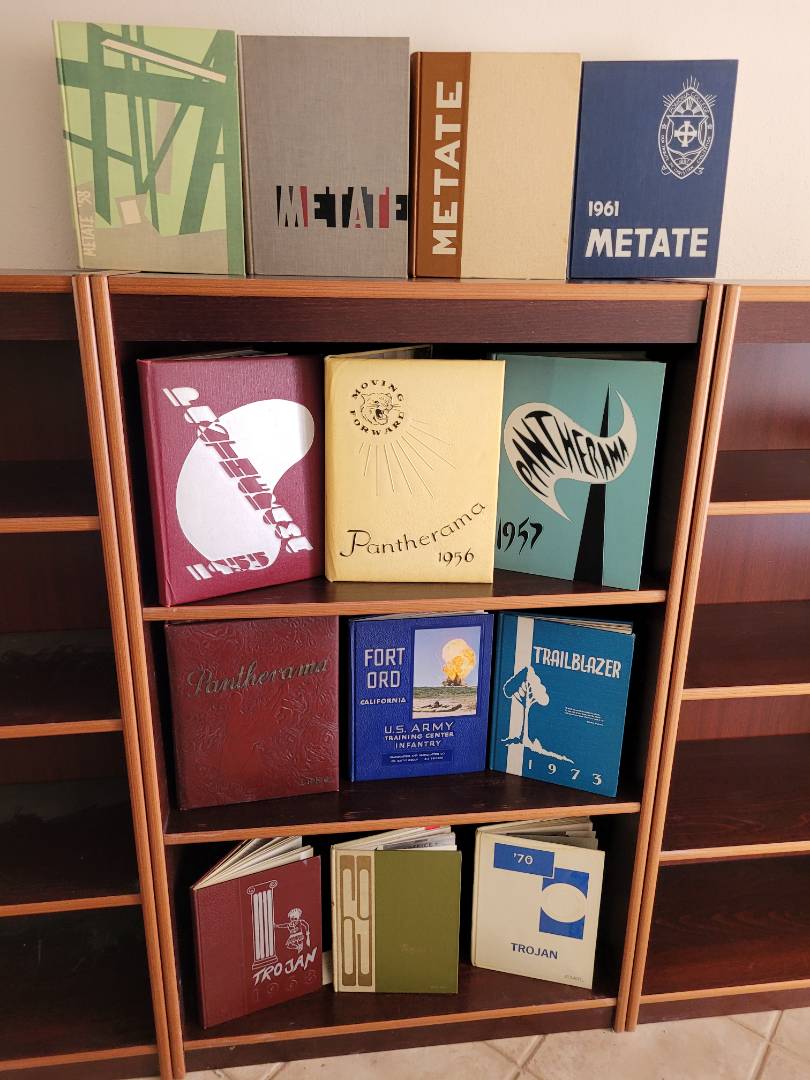 METATE '58
METATE
METATE
1961
METATE
PANTHERAMA
1955
MOVING
FORWARD
Pantherama
1956
PANTHERAMA
1957
Pantherama
FORT
ORD
CALIFORNIA
U.S. ARMY
TRAINING CENTER
INFANTRY
TRAILBLAZER
1973
TROJAN
69
'70
TROJAN